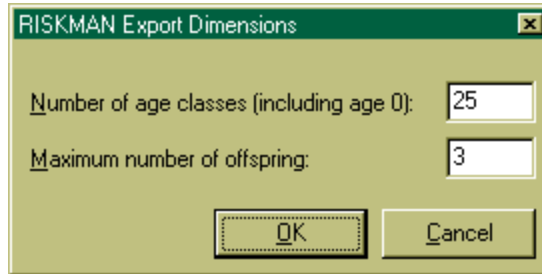 RISKMAN Export Dimensions
Number of age classes (including age 0): 25
Maximum number of offspring: 3
OK Cancel